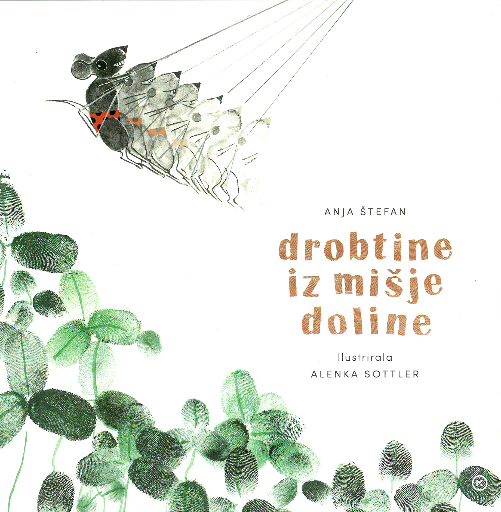 ANJA ŠTEFAN
drobtine
iz mišje
doline
Ilustrirala
ALENKA SOTTLER